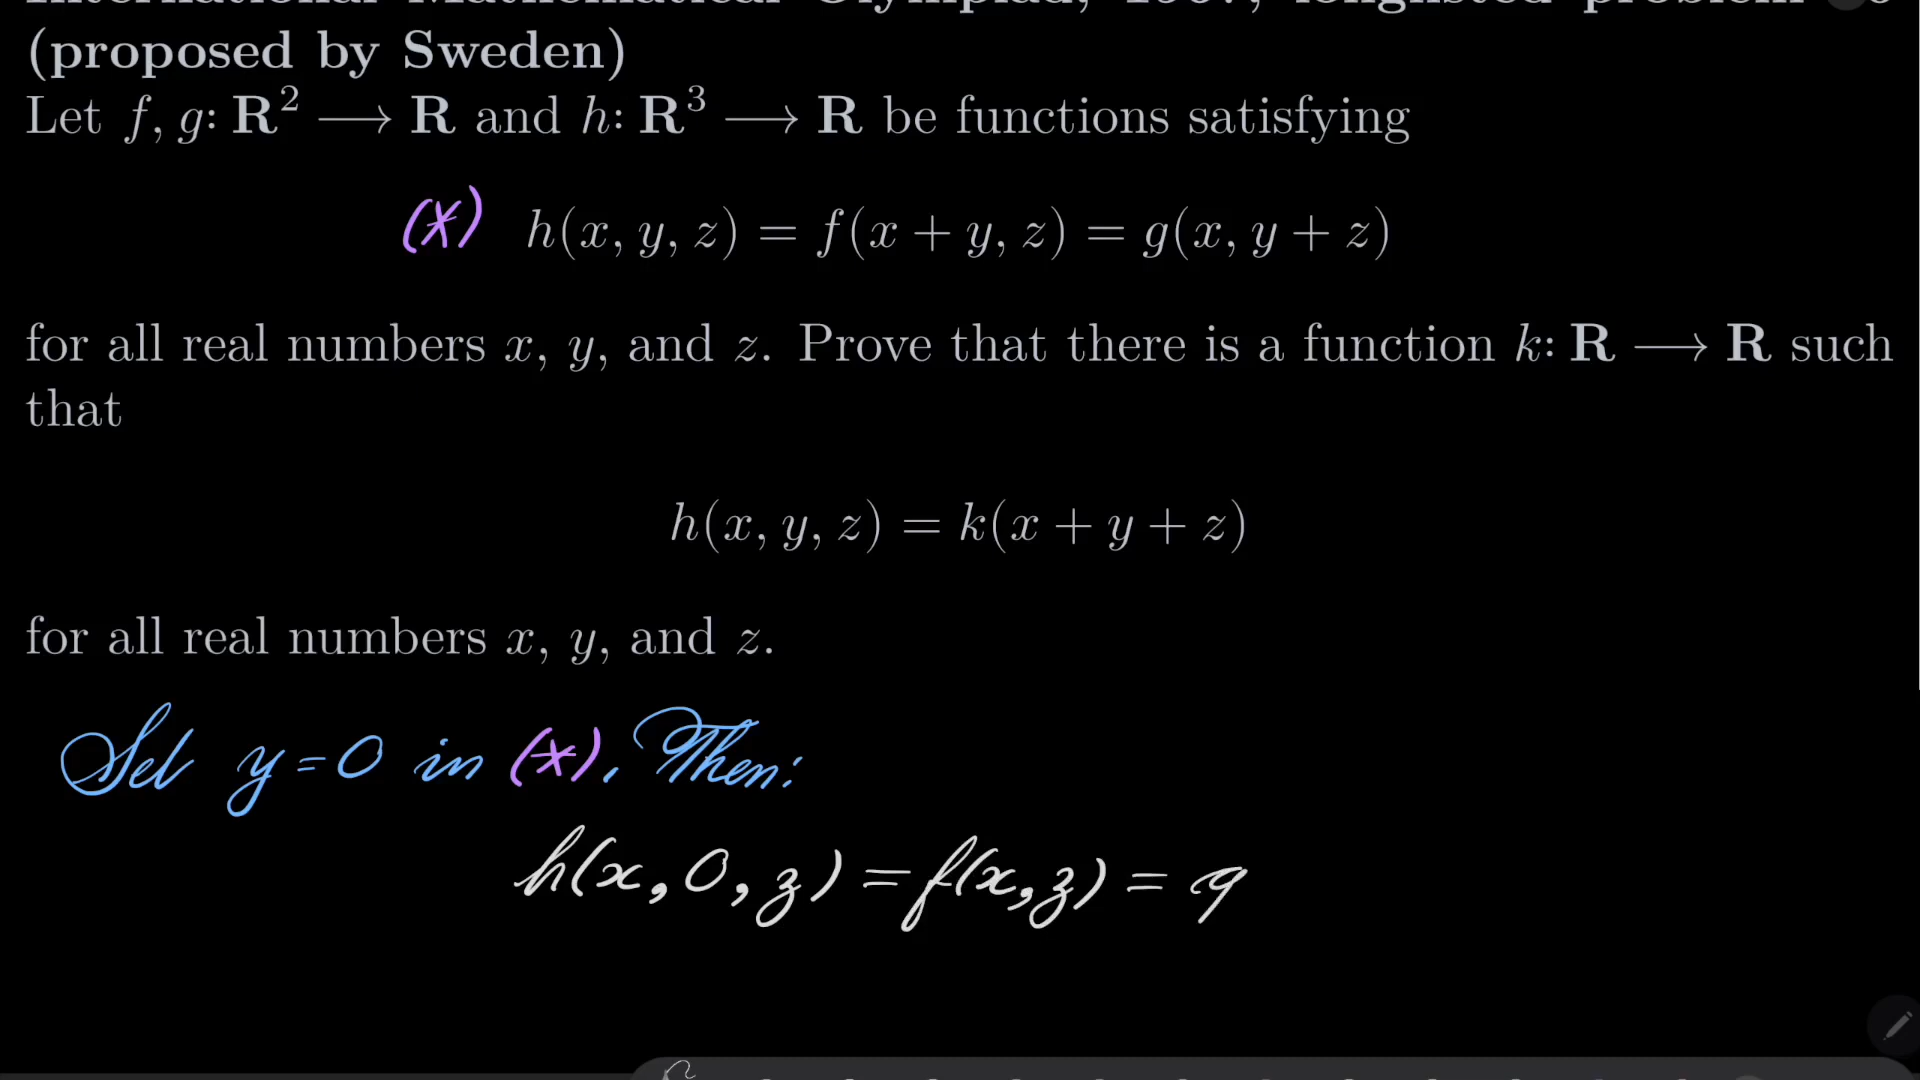 (proposed by Sweden)
Let f, g: R² ⟶ R and h: R³ ⟶ R be functions satisfying
(*) h(x, y, z) = f(x + y, z) = g(x, y + z)
for all real numbers x, y, and z. Prove that there is a function k: R ⟶ R such
that
h(x, y, z) = k(x + y + z)
for all real numbers x, y, and z.
Set y=0 in (*). Then:
h(x,0,z) = f(x,z) = g